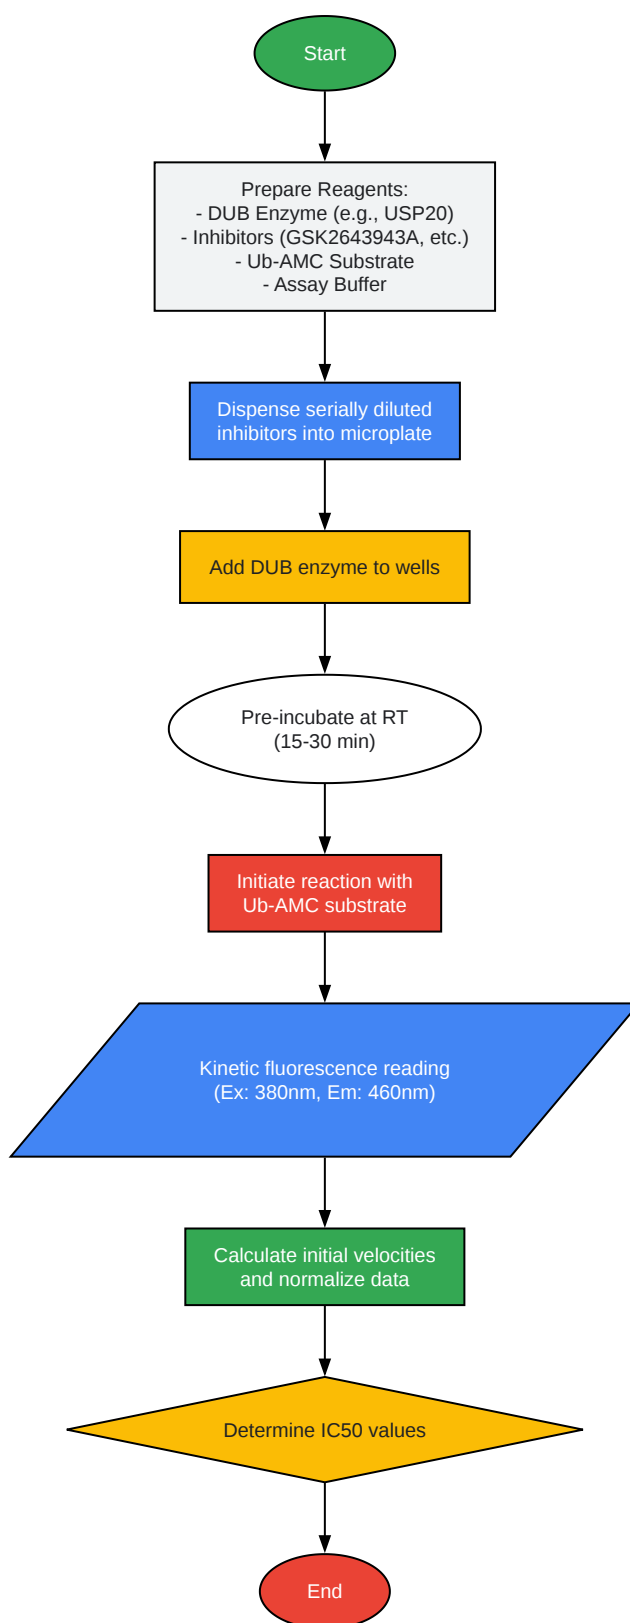 Start
Prepare Reagents:
- DUB Enzyme (e.g., USP20)
- Inhibitors (GSK2643943A, etc.)
- Ub-AMC Substrate
- Assay Buffer
Dispense serially diluted
inhibitors into microplate
Add DUB enzyme to wells
Pre-incubate at RT
(15-30 min)
Initiate reaction with
Ub-AMC substrate
Kinetic fluorescence reading
(Ex: 380nm, Em: 460nm)
Calculate initial velocities
and normalize data
Determine IC50 values
End